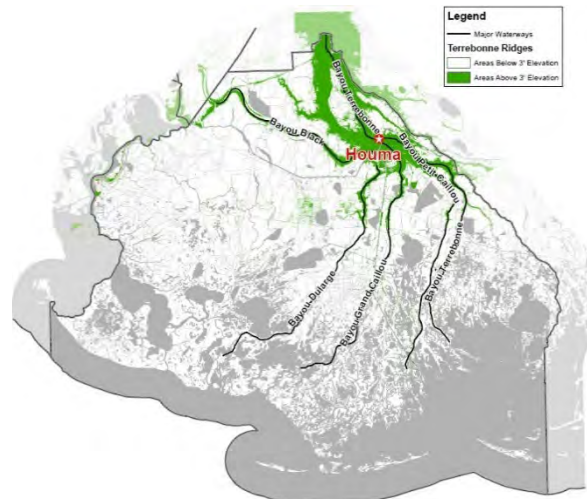 Legend
Major Waterways
Terrebonne Ridges
Areas Below 3' Elevation
Areas Above 3' Elevation
Bayou Terrebonne
Bayou Black
Houma
Bayou Petit Caillou
Bayou Dularge
Bayou Grand Caillou
Bayou Terrebonne